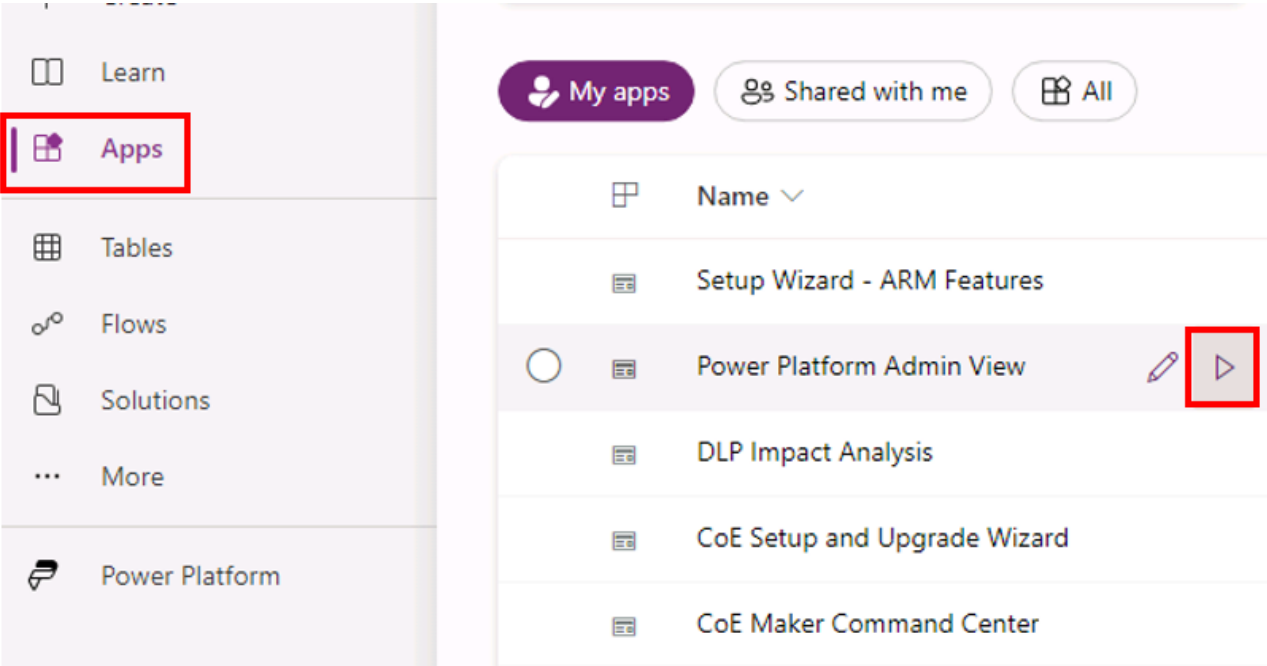 Learn
Apps
Tables
Flows
Solutions
More
Power Platform
My apps
Shared with me
All
Name
Setup Wizard - ARM Features
Power Platform Admin View
DLP Impact Analysis
CoE Setup and Upgrade Wizard
CoE Maker Command Center